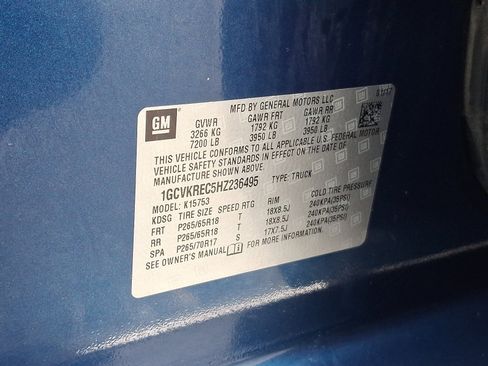 MFD BY GENERAL MOTORS LLC 01/17
GM GVWR GAWR FRT GAWR RR
3266 KG 1792 KG 1792 KG
7200 LB 3950 LB 3950 LB
THIS VEHICLE CONFORMS TO ALL APPLICABLE U.S. FEDERAL MOTOR
VEHICLE SAFETY STANDARDS IN EFFECT ON THE DATE OF
MANUFACTURE SHOWN ABOVE.
1GCVKREC5HZ236495 TYPE: TRUCK
MODEL: K15753
KDSG TIRE SIZE SPEED RTG RIM COLD TIRE PRESSURE
FRT P265/65R18 T 18X8.5J 240KPA(35PSI)
RR P265/65R18 T 18X8.5J 240KPA(35PSI)
SPA P265/70R17 S 17X7.5J 240KPA(35PSI)
SEE OWNER'S MANUAL FOR MORE INFORMATION.